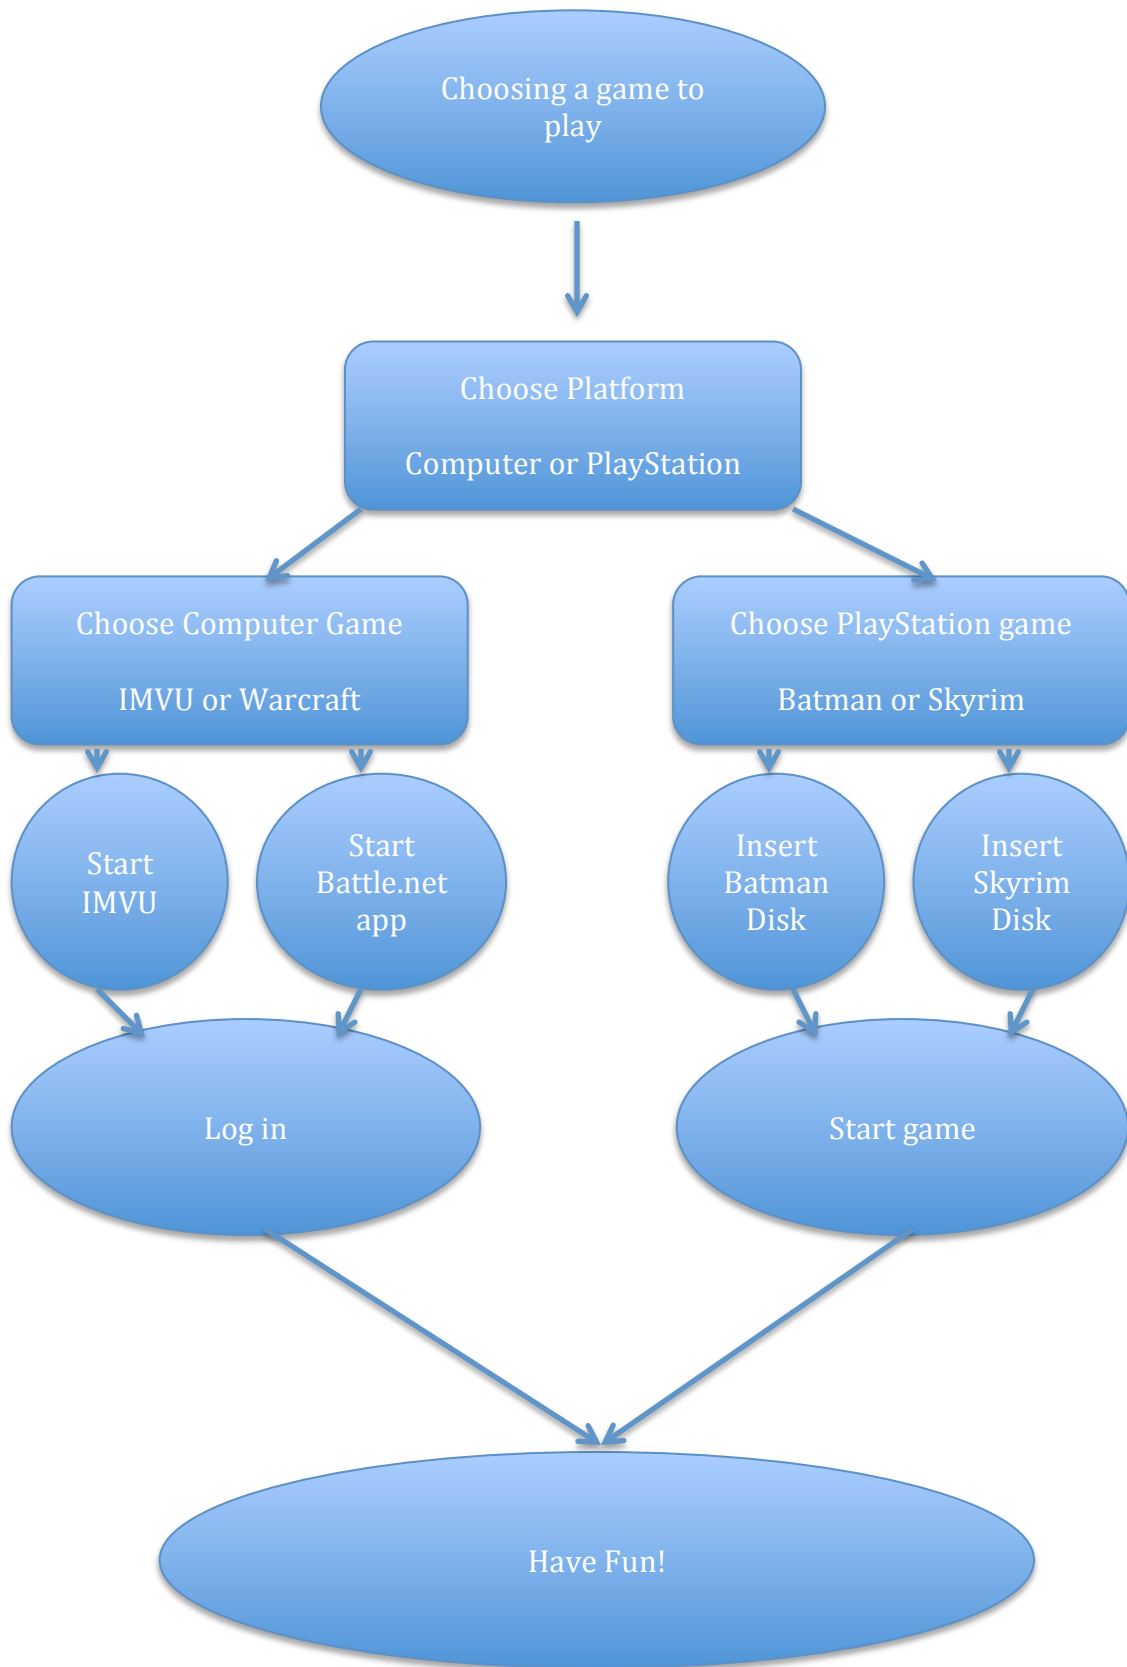 Choosing a game to
play
Choose Platform
Computer or PlayStation
Choose Computer Game
IMVU or Warcraft
Choose PlayStation game
Batman or Skyrim
Start
IMVU
Start
Battle.net
app
Insert
Batman
Disk
Insert
Skyrim
Disk
Log in
Start game
Have Fun!